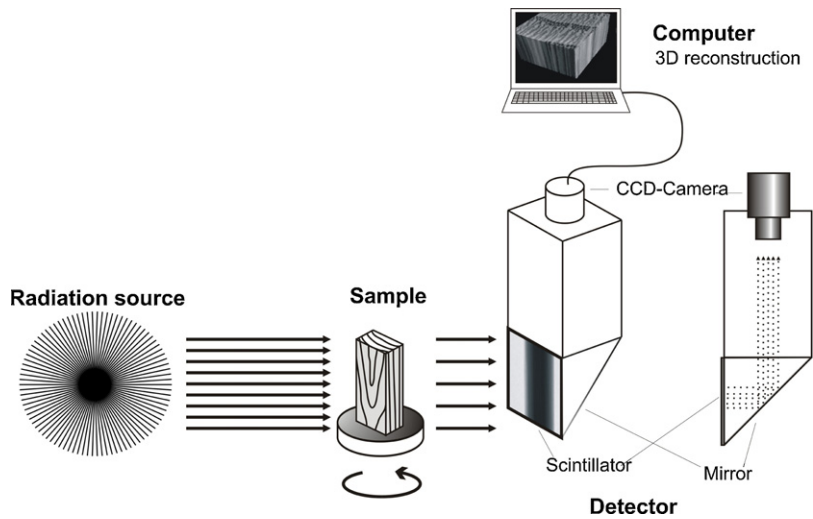 Computer
3D reconstruction
CCD-Camera
Radiation source
Sample
Scintillator
Mirror
Detector